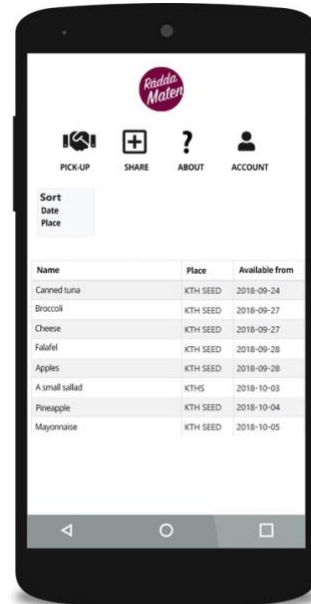 Rädda
Maten
?
PICK-UP SHARE ABOUT ACCOUNT
Sort
Date
Place
Name Place Available from
Canned tuna KTH SEED 2018-09-24
Broccoli KTH SEED 2018-09-27
Cheese KTH SEED 2018-09-27
Falafel KTH SEED 2018-09-28
Apples KTH SEED 2018-09-28
A small sallad KTHS 2018-10-03
Pineapple KTH SEED 2018-10-04
Mayonnaise KTH SEED 2018-10-05